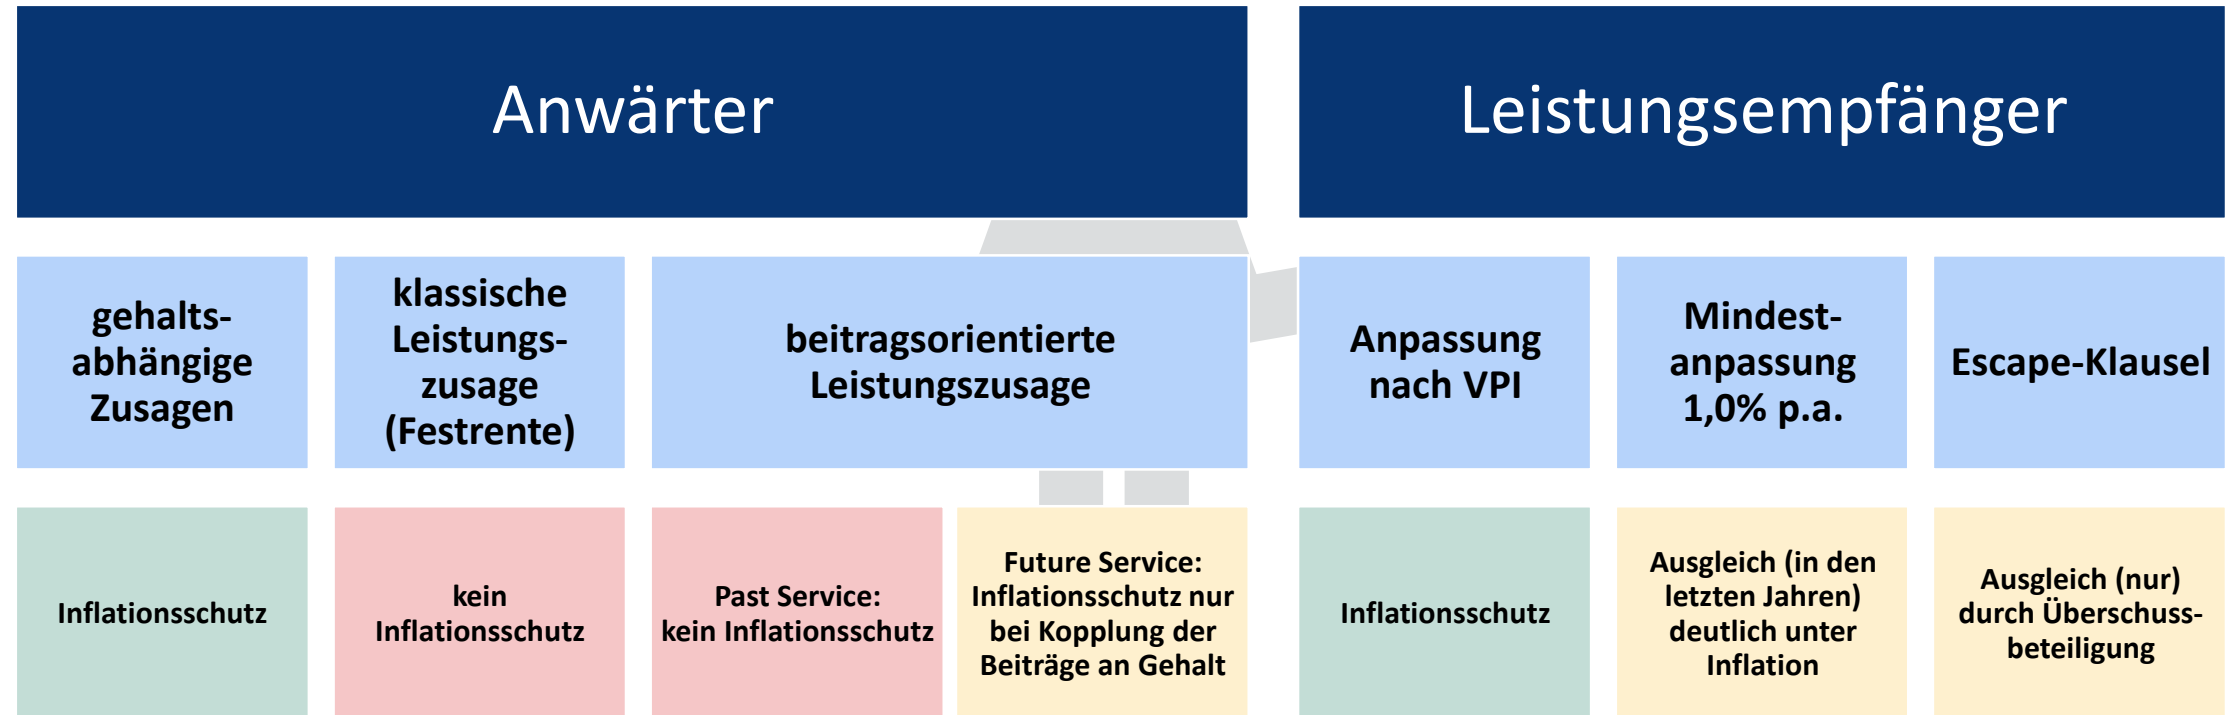 Anwärter
Leistungsempfänger
gehalts-
abhängige
Zusagen
klassische
Leistungs-
zusage
(Festrente)
beitragsorientierte
Leistungszusage
Anpassung
nach VPI
Mindest-
anpassung
1,0% p.a.
Escape-Klausel
Inflationsschutz
kein
Inflationsschutz
Past Service:
kein Inflationsschutz
Future Service:
Inflationsschutz nur
bei Kopplung der
Beiträge an Gehalt
Inflationsschutz
Ausgleich (in den
letzten Jahren)
deutlich unter
Inflation
Ausgleich (nur)
durch Überschuss-
beteiligung